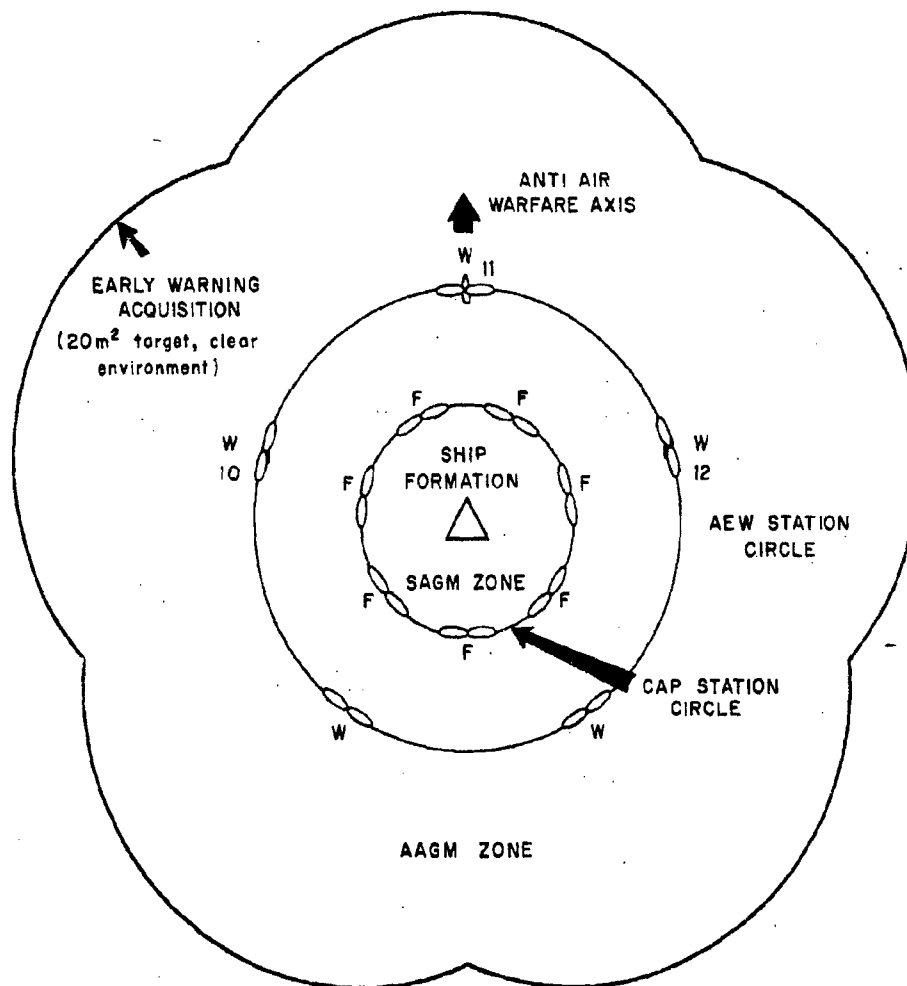 ANTI AIR
WARFARE AXIS
W
11
EARLY WARNING
ACQUISITION
(20m² target, clear
environment)
F
F
W
10
SHIP
FORMATION
W
12
F
F
AEW STATION
CIRCLE
SAGM ZONE
F
F
F
CAP STATION
CIRCLE
W
W
AAGM ZONE